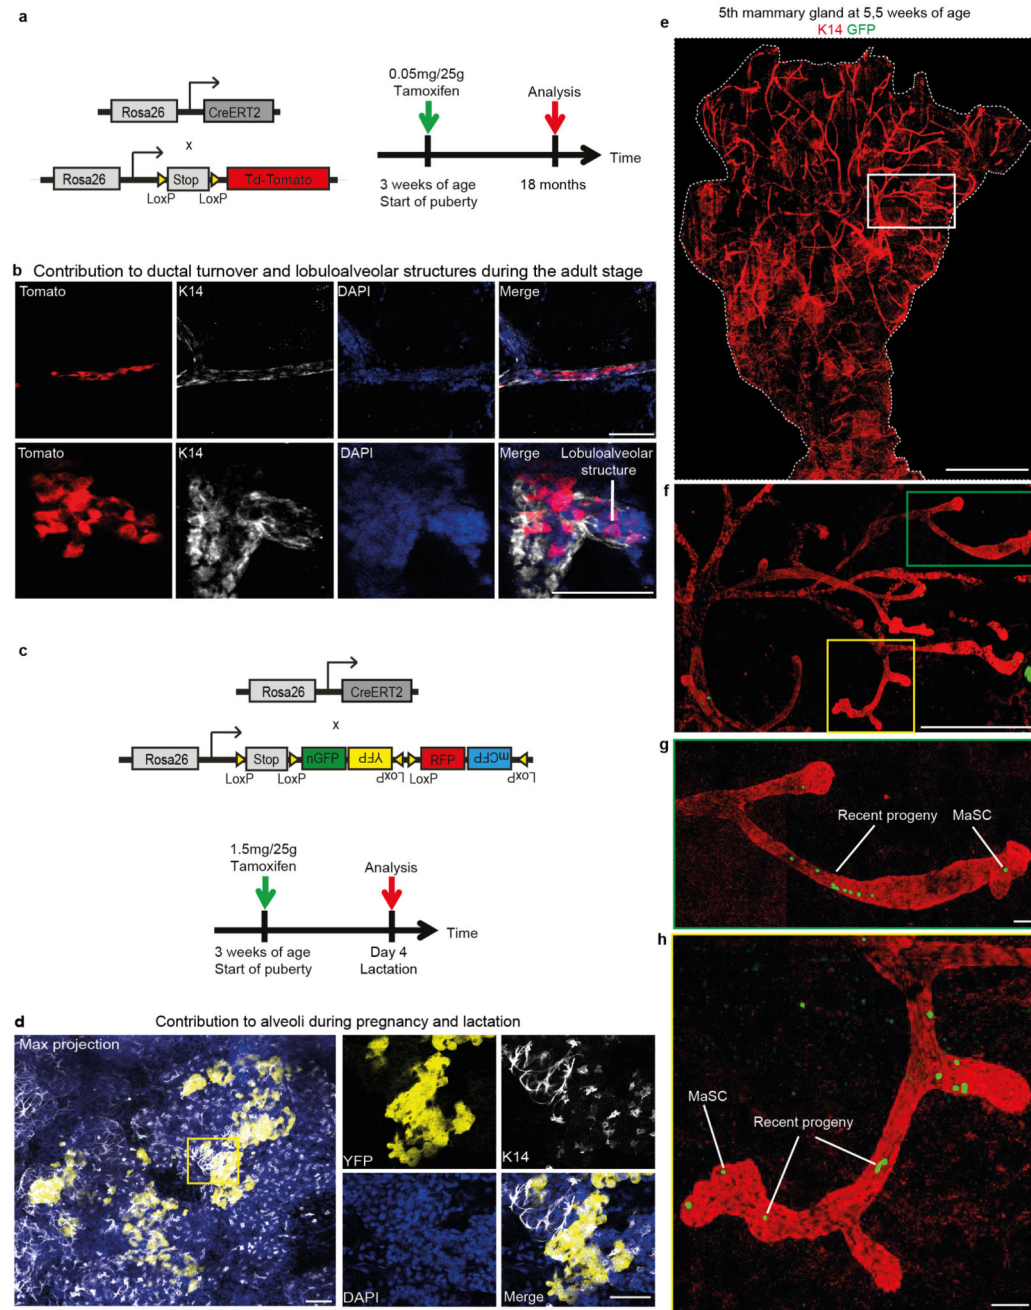 a
Rosa26
CreERT2
x
Rosa26
Stop
Td-Tomato
LoxP
LoxP
0.05mg/25g
Tamoxifen
Analysis
Time
3 weeks of age
Start of puberty
18 months
b Contribution to ductal turnover and lobuloalveolar structures during the adult stage
Tomato
K14
DAPI
Merge
Tomato
K14
DAPI
Merge
Lobuloalveolar
structure
c
Rosa26
CreERT2
x
Rosa26
Stop
nGFP
YFP
RFP
mCFP
LoxP
LoxP
LoxP
LoxP
LoxP
1.5mg/25g
Tamoxifen
Analysis
Time
3 weeks of age
Start of puberty
Day 4
Lactation
d Contribution to alveoli during pregnancy and lactation
Max projection
YFP
K14
DAPI
Merge
5th mammary gland at 5,5 weeks of age
e
K14 GFP
f
g
Recent progeny
MaSC
h
MaSC
Recent progeny